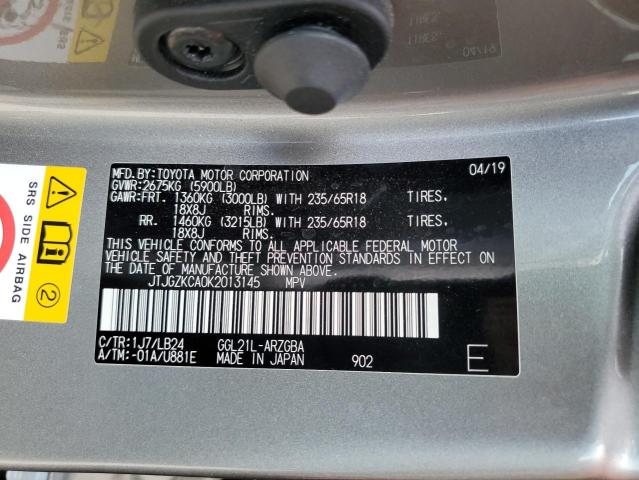 MFD.BY:TOYOTA MOTOR CORPORATION 04/19
GVWR:2675KG (5900LB)
GAWR:FRT. 1360KG (3000LB) WITH 235/65R18 TIRES.
18X8J RIMS.
RR. 1460KG (3215LB) WITH 235/65R18 TIRES.
18X8J RIMS.
THIS VEHICLE CONFORMS TO ALL APPLICABLE FEDERAL MOTOR
VEHICLE SAFETY AND THEFT PREVENTION STANDARDS IN EFFECT ON
THE DATE OF MANUFACTURE SHOWN ABOVE.
JTJGZKCA0K2013145 MPV
C/TR:1J7/LB24 GGL21L-ARZGBA
A/TM:-01A/U881E MADE IN JAPAN 902 E
SRS SIDE AIRBAG
2